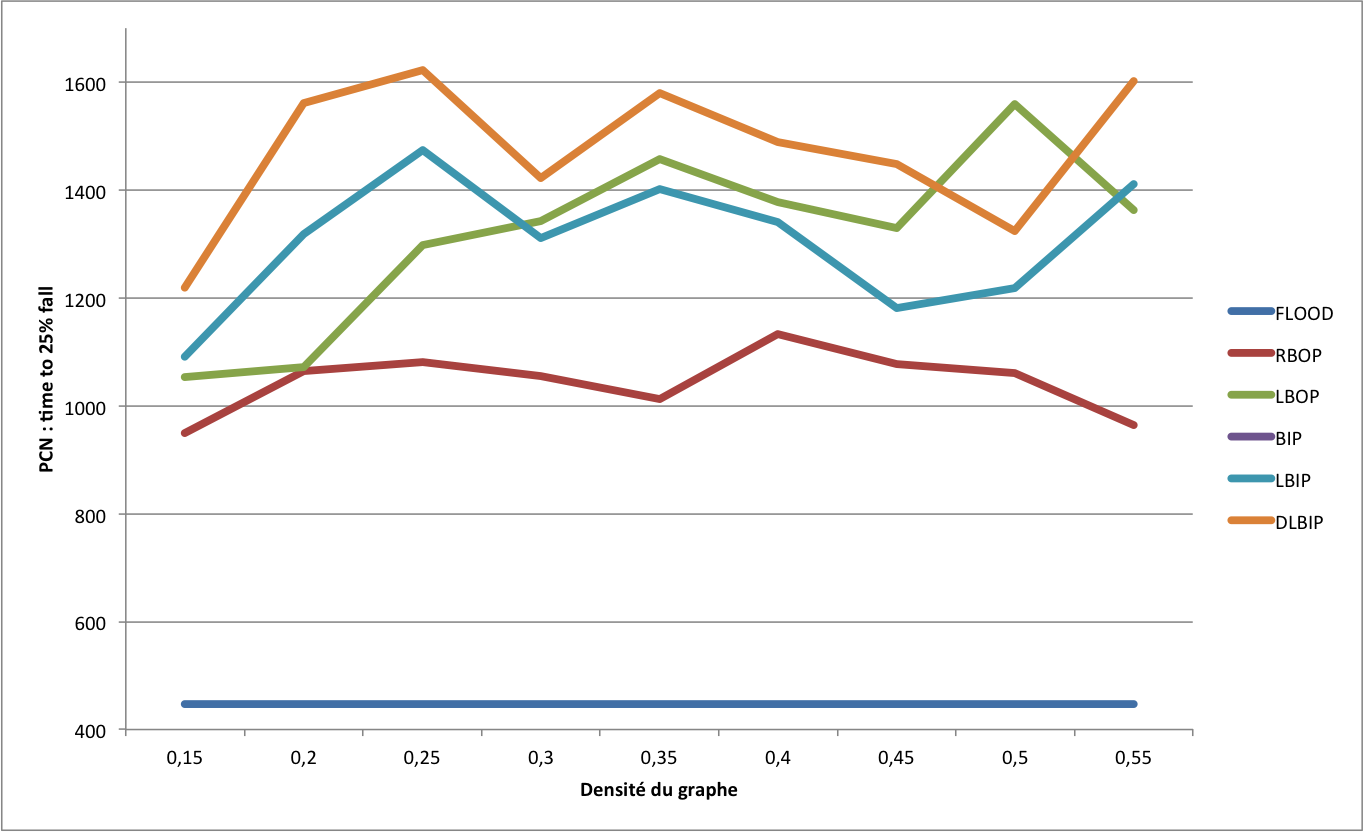 1600
1400
1200
1000
800
600
400
PCN : time to 25% fall
0,15 0,2 0,25 0,3 0,35 0,4 0,45 0,5 0,55
Densité du graphe
FLOOD
RBOP
LBOP
BIP
LBIP
DLBIP